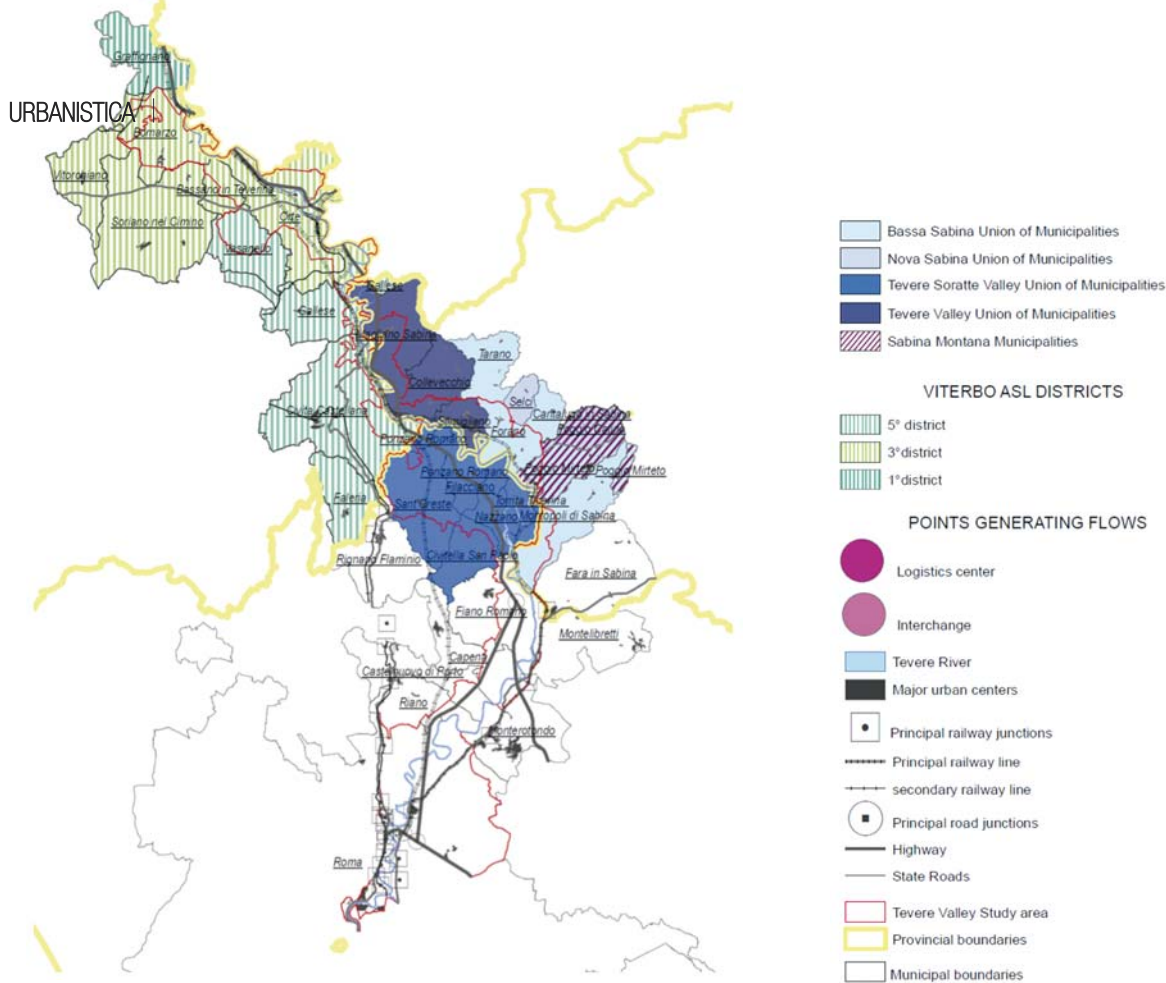 Graffignano
URBANISTICA
Bomarzo
Vitorchiano
Bassano in Teverina
Soriano nel Cimino
Orte
Vasanello
Gallese
Gallese
Sabina
Tarano
Collevecchio
Selci
Civita Castellana
Forano
Ponzano Romano
Poggio Mirteto
Poggio Mirteto
Ponzano Romano
Filacciano
Sant'Oreste
Faleria
Nazzano
Montopoli di Sabina
Civitella San Paolo
Rignano Flaminio
Fara in Sabina
Fiano Romano
Montelibretti
Capena
Castelnuovo di Porto
Riano
Monterotondo
Roma
Bassa Sabina Union of Municipalities
Nova Sabina Union of Municipalities
Tevere Soratte Valley Union of Municipalities
Tevere Valley Union of Municipalities
Sabina Montana Municipalities
VITERBO ASL DISTRICTS
5° district
3°district
1°district
POINTS GENERATING FLOWS
Logistics center
Interchange
Tevere River
Major urban centers
Principal railway junctions
Principal railway line
secondary railway line
Principal road junctions
Highway
State Roads
Tevere Valley Study area
Provincial boundaries
Municipal boundaries